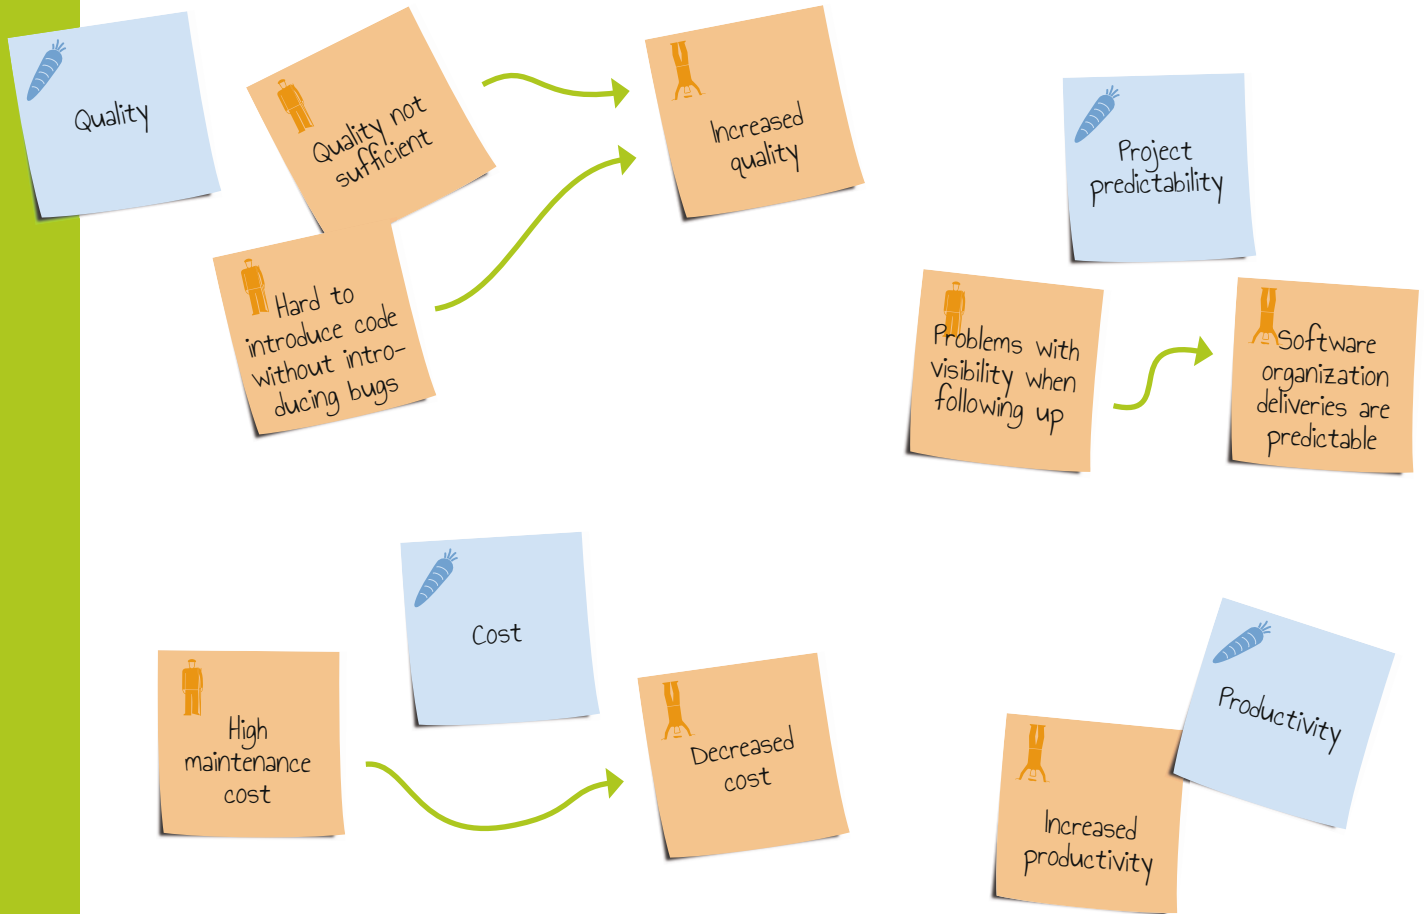 Quality
Quality not
sufficient
Hard to
introduce code
without intro-
ducing bugs
Increased
quality
Project
predictability
Problems with
visibility when
following up
Software
organization
deliveries are
predictable
Cost
High
maintenance
cost
Decreased
cost
Productivity
Increased
productivity